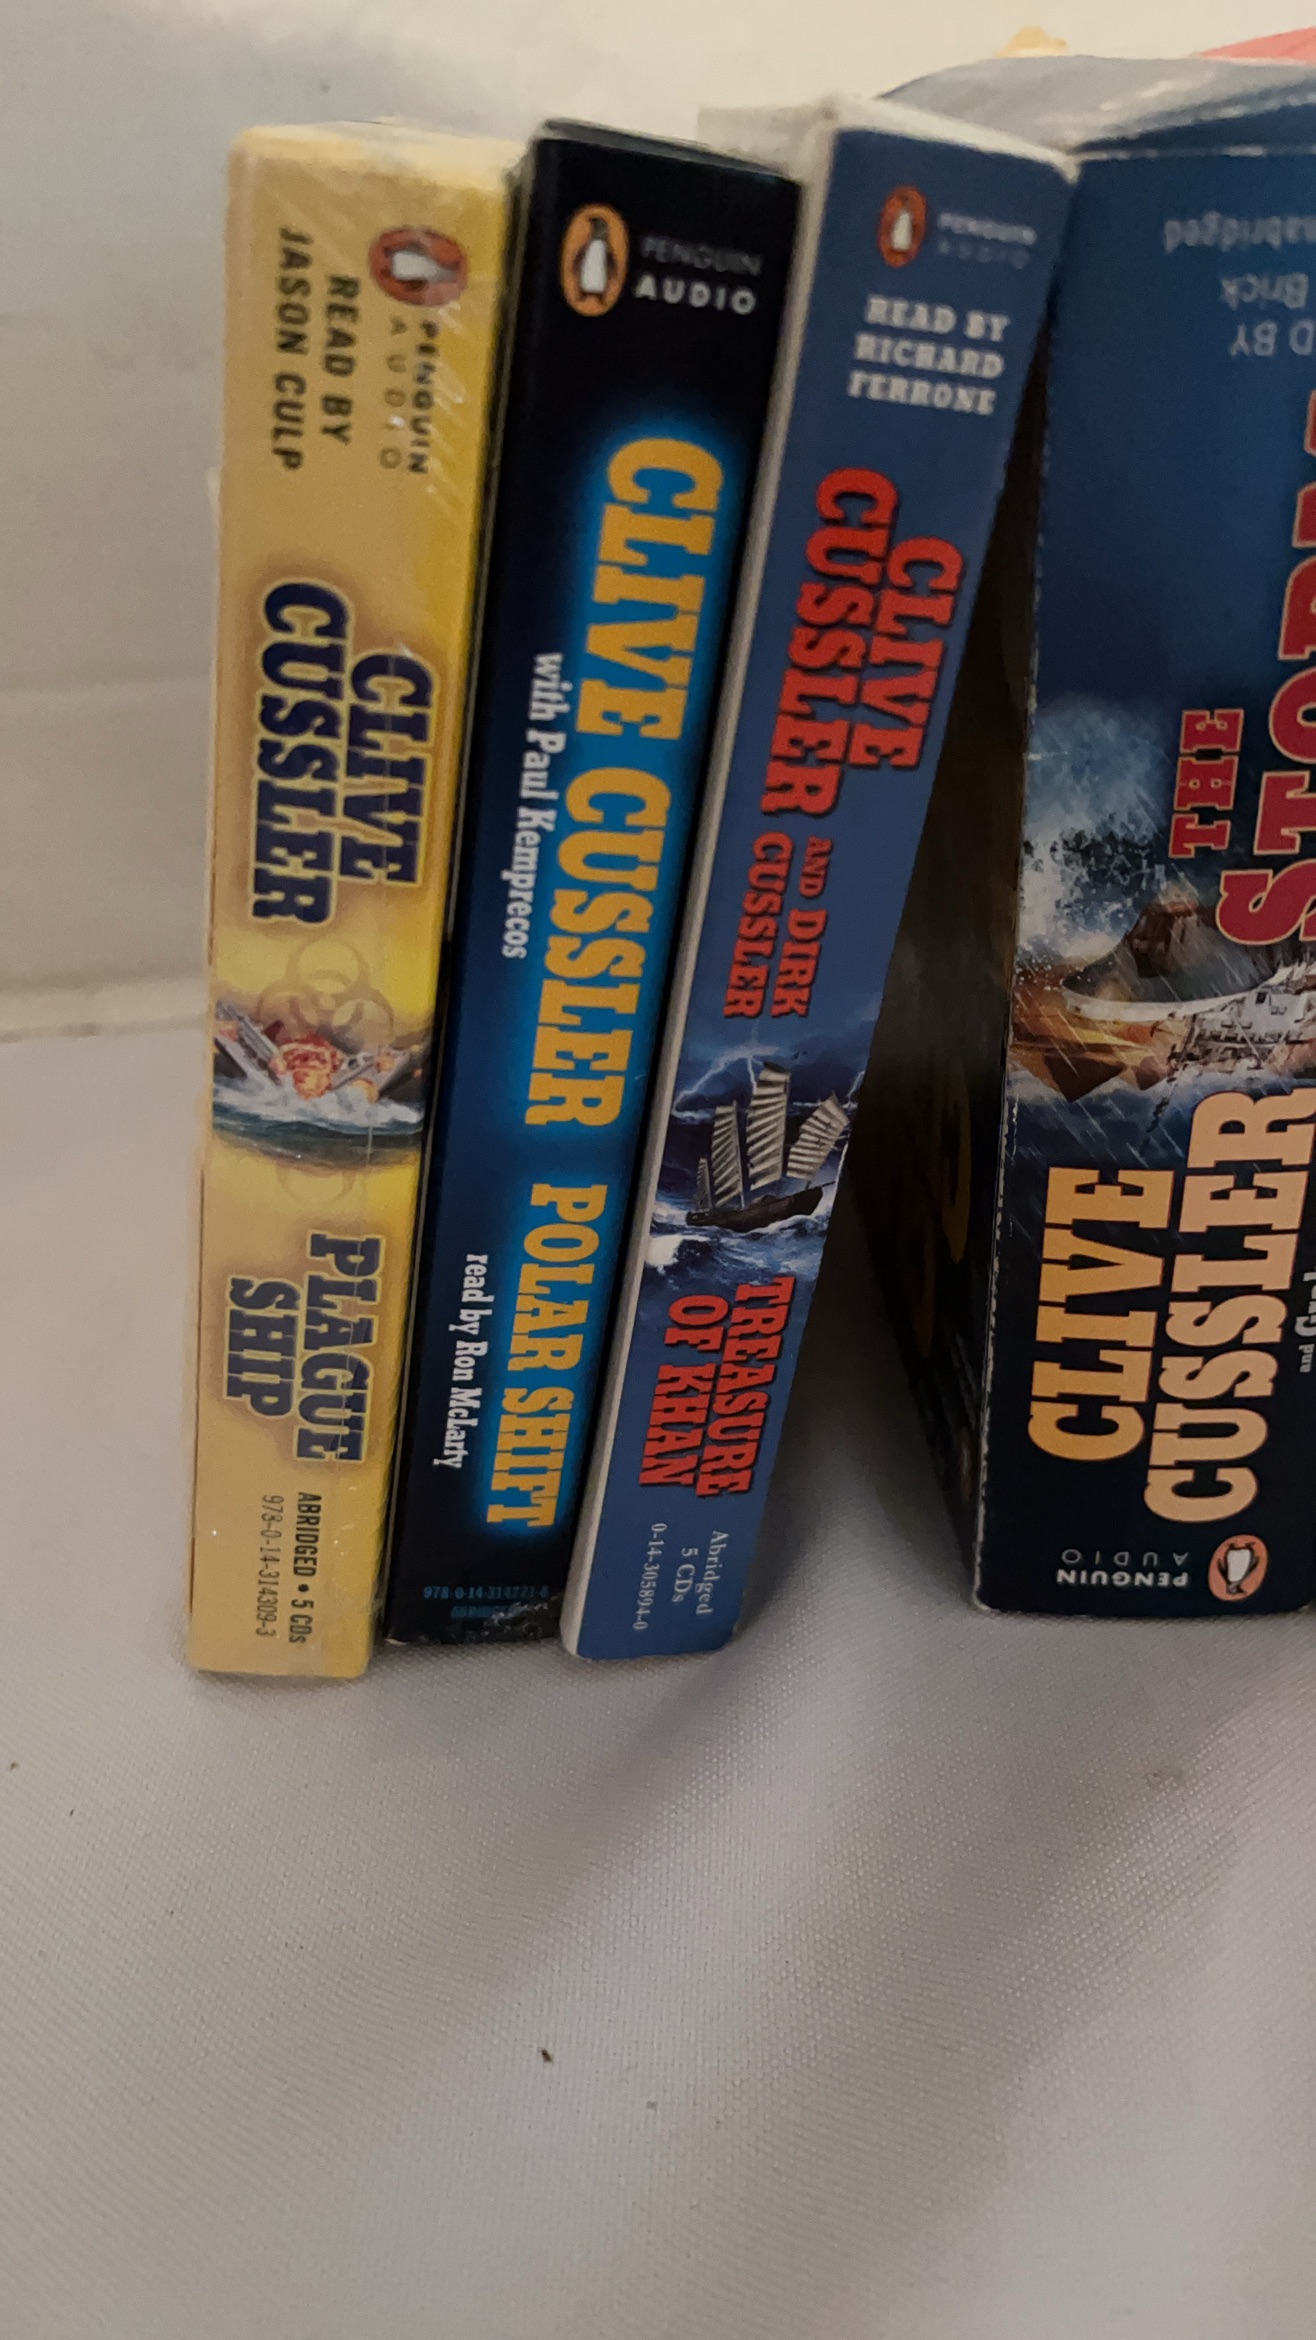 PENGUIN
AUDIO
READ BY
JASON CULP
CLIVE
CUSSLER
PLAGUE
SHIP
ABRIDGED • 5 CDs
978-0-14-314309-3
PENGUIN
AUDIO
CLIVE CUSSLER POLAR SHIFT
with Paul Kemprecos
read by Ron McLarty
PENGUIN
AUDIO
READ BY
RICHARD
FERRONE
CLIVE
CUSSLER
AND DIRK
CUSSLER
TREASURE
OF KHAN
Abridged
5 CDs
0-14-305894-0
CLIVE
CUSSLER
and
THE
BY
Brick
PENGUIN
AUDIO